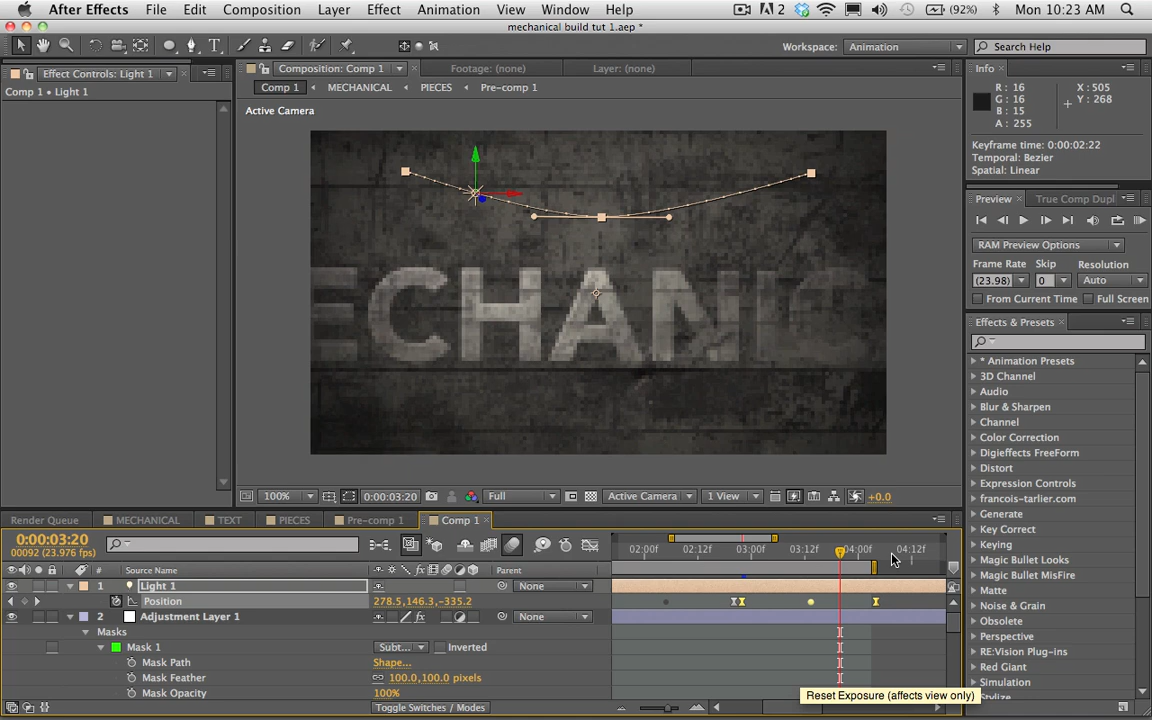 After Effects File Edit Composition Layer Effect Animation View Window Help 2 (92%) Mon Oct 10 10:23 AM
mechanical build tut 1.aep *
Workspace: Animation Search Help
Effect Controls: Light 1 Composition: Comp 1 Footage: (none) Layer: (none) Info
Comp 1 • Light 1 Comp 1 MECHANICAL PIECES Pre-comp 1
R : 16 X : 505
G : 16 Y : 268
B : 15
A : 255
Active Camera
Keyframe time: 0:00:02:22
Temporal: Bezier
Spatial: Linear
Preview True Comp Dupl
RAM Preview Options
Frame Rate Skip Resolution
(23.98) 0 Auto
From Current Time Full Screen
Effects & Presets
ECHANIC
* Animation Presets
3D Channel
Audio
Blur & Sharpen
Channel
Color Correction
Digieffects FreeForm
Distort
Expression Controls
francois-tarlier.com
Generate
Key Correct
Keying
Magic Bullet Looks
Magic Bullet MisFire
Matte
Noise & Grain
Obsolete
Perspective
RE:Vision Plug-ins
Red Giant
Simulation
Stylize
100% 0:00:03:20 Full Active Camera 1 View +0.0
Render Queue MECHANICAL TEXT PIECES Pre-comp 1 Comp 1
0:00:03:20
00092 (23.976 fps)
02:00f 02:12f 03:00f 03:12f 04:00f 04:12f
# Source Name Parent
1 Light 1 None
Position 278.5,146.3,-335.2
2 Adjustment Layer 1 None
Masks
Mask 1 Subt... Inverted
Mask Path Shape...
Mask Feather 100.0,100.0 pixels
Mask Opacity 100%
Reset Exposure (affects view only)
Toggle Switches / Modes